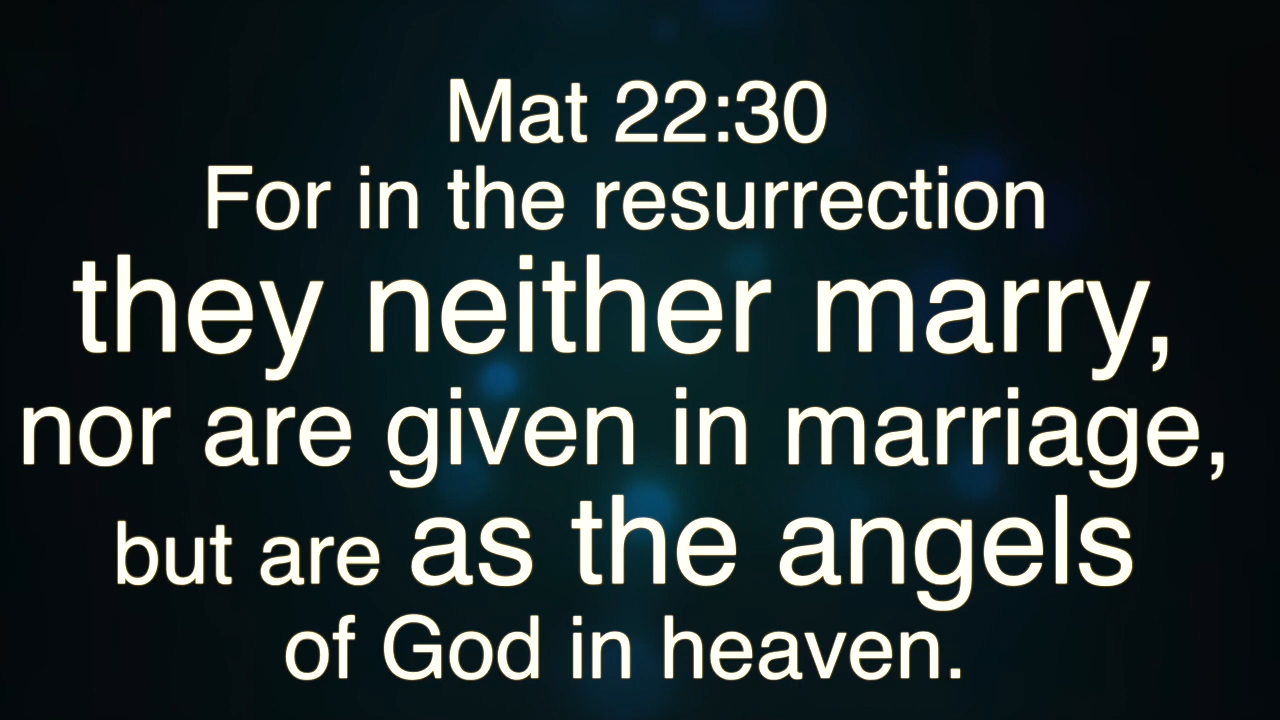 Mat 22:30
For in the resurrection
they neither marry,
nor are given in marriage,
but are as the angels
of God in heaven.